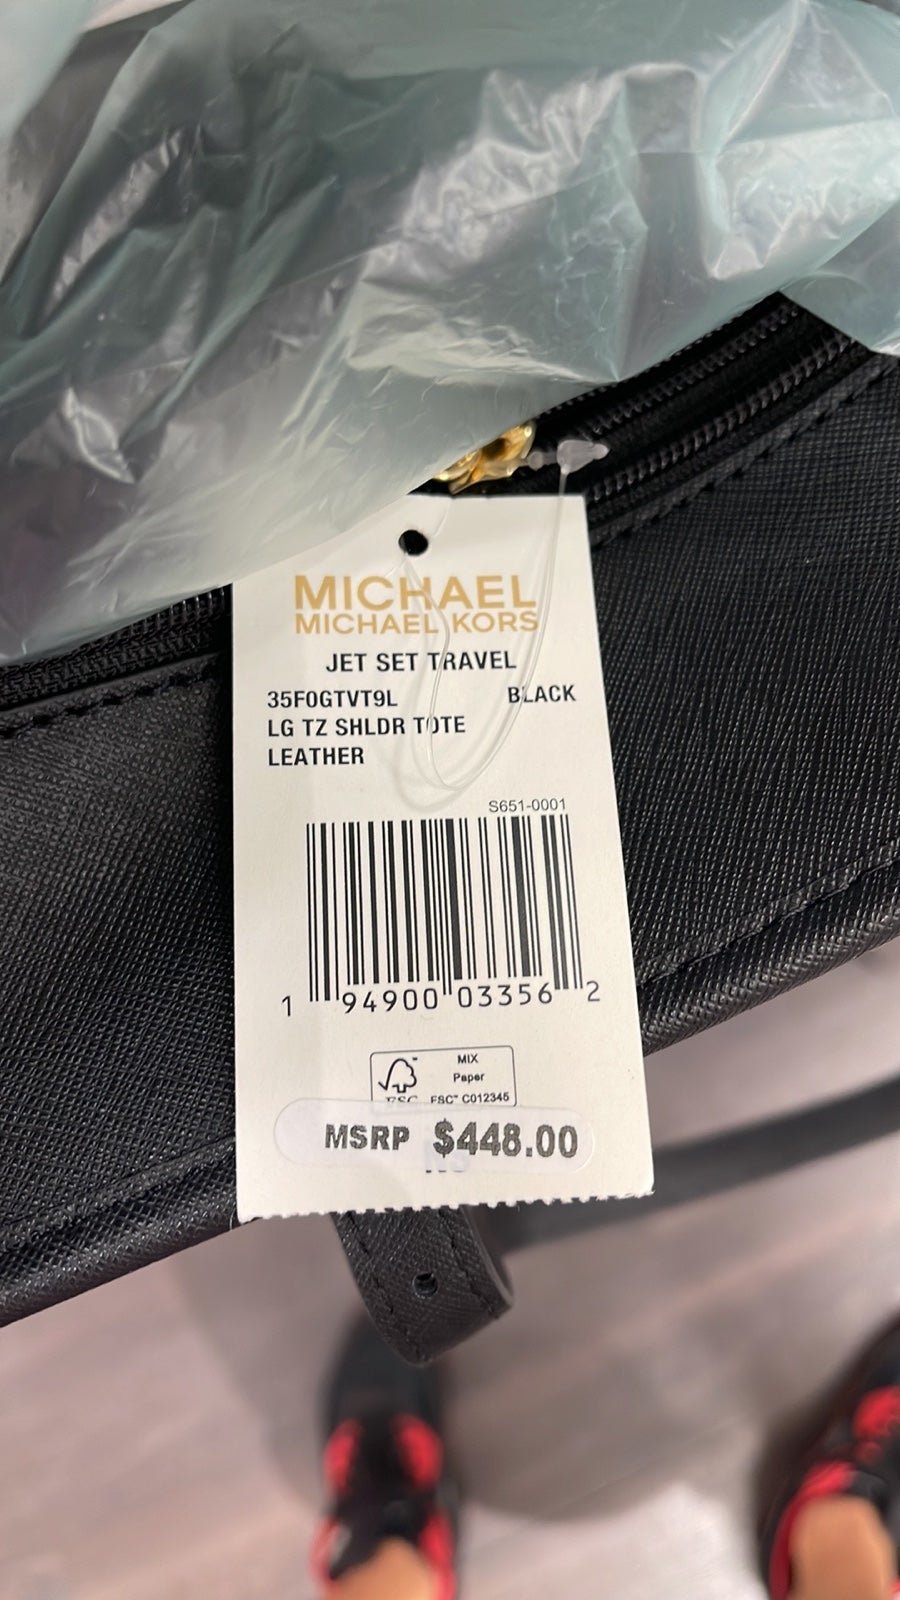 MICHAEL
MICHAEL KORS
JET SET TRAVEL
35F0GTVT9L BLACK
LG TZ SHLDR TOTE
LEATHER
S651-0001
1 94900 03356 2
MIX
Paper
FSC FSC™ C012345
MSRP $448.00